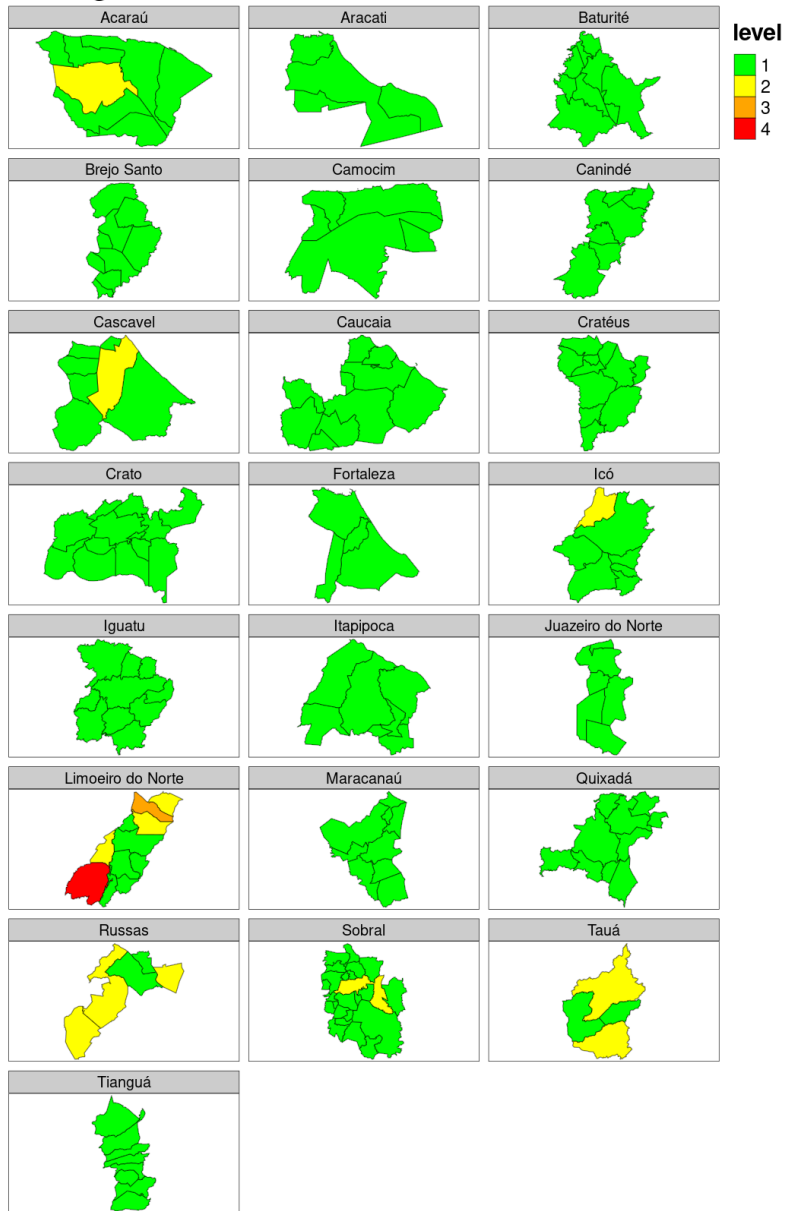 Acaraú
Aracati
Baturité
level
1
2
3
4
Brejo Santo
Camocim
Canindé
Cascavel
Caucaia
Cratéus
Crato
Fortaleza
Icó
Iguatu
Itapipoca
Juazeiro do Norte
Limoeiro do Norte
Maracanaú
Quixadá
Russas
Sobral
Tauá
Tianguá